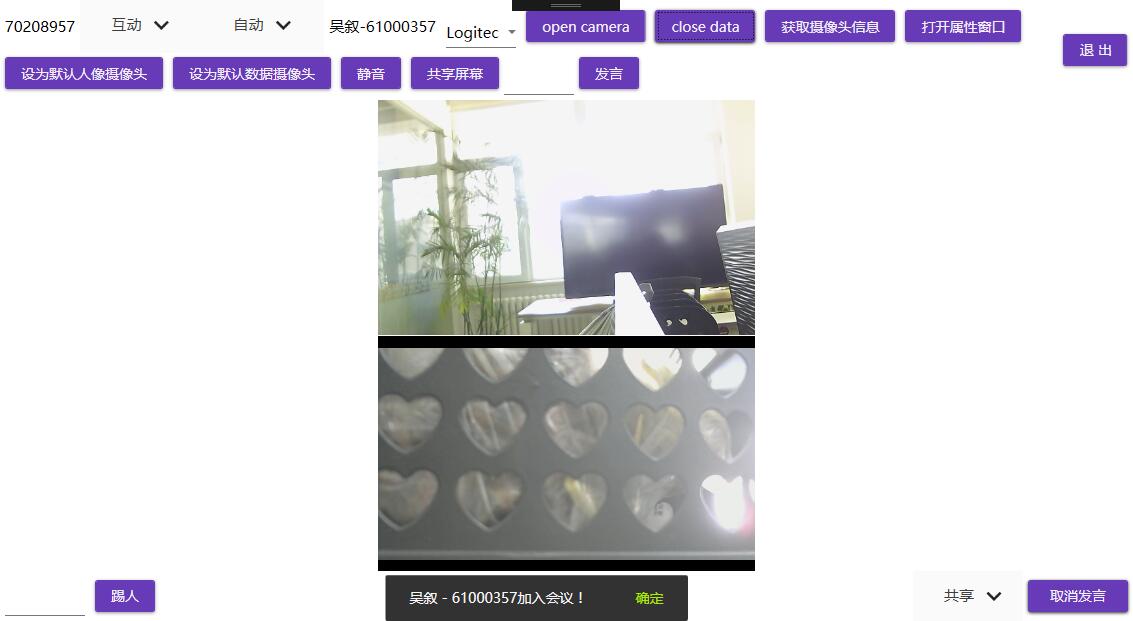 70208957 互动 自动 吴叙-61000357 Logitec open camera close data 获取摄像头信息 打开属性窗口
退 出
设为默认人像摄像头 设为默认数据摄像头 静音 共享屏幕 发言
踢人 吴叙 - 61000357加入会议！ 确定 共享 取消发言